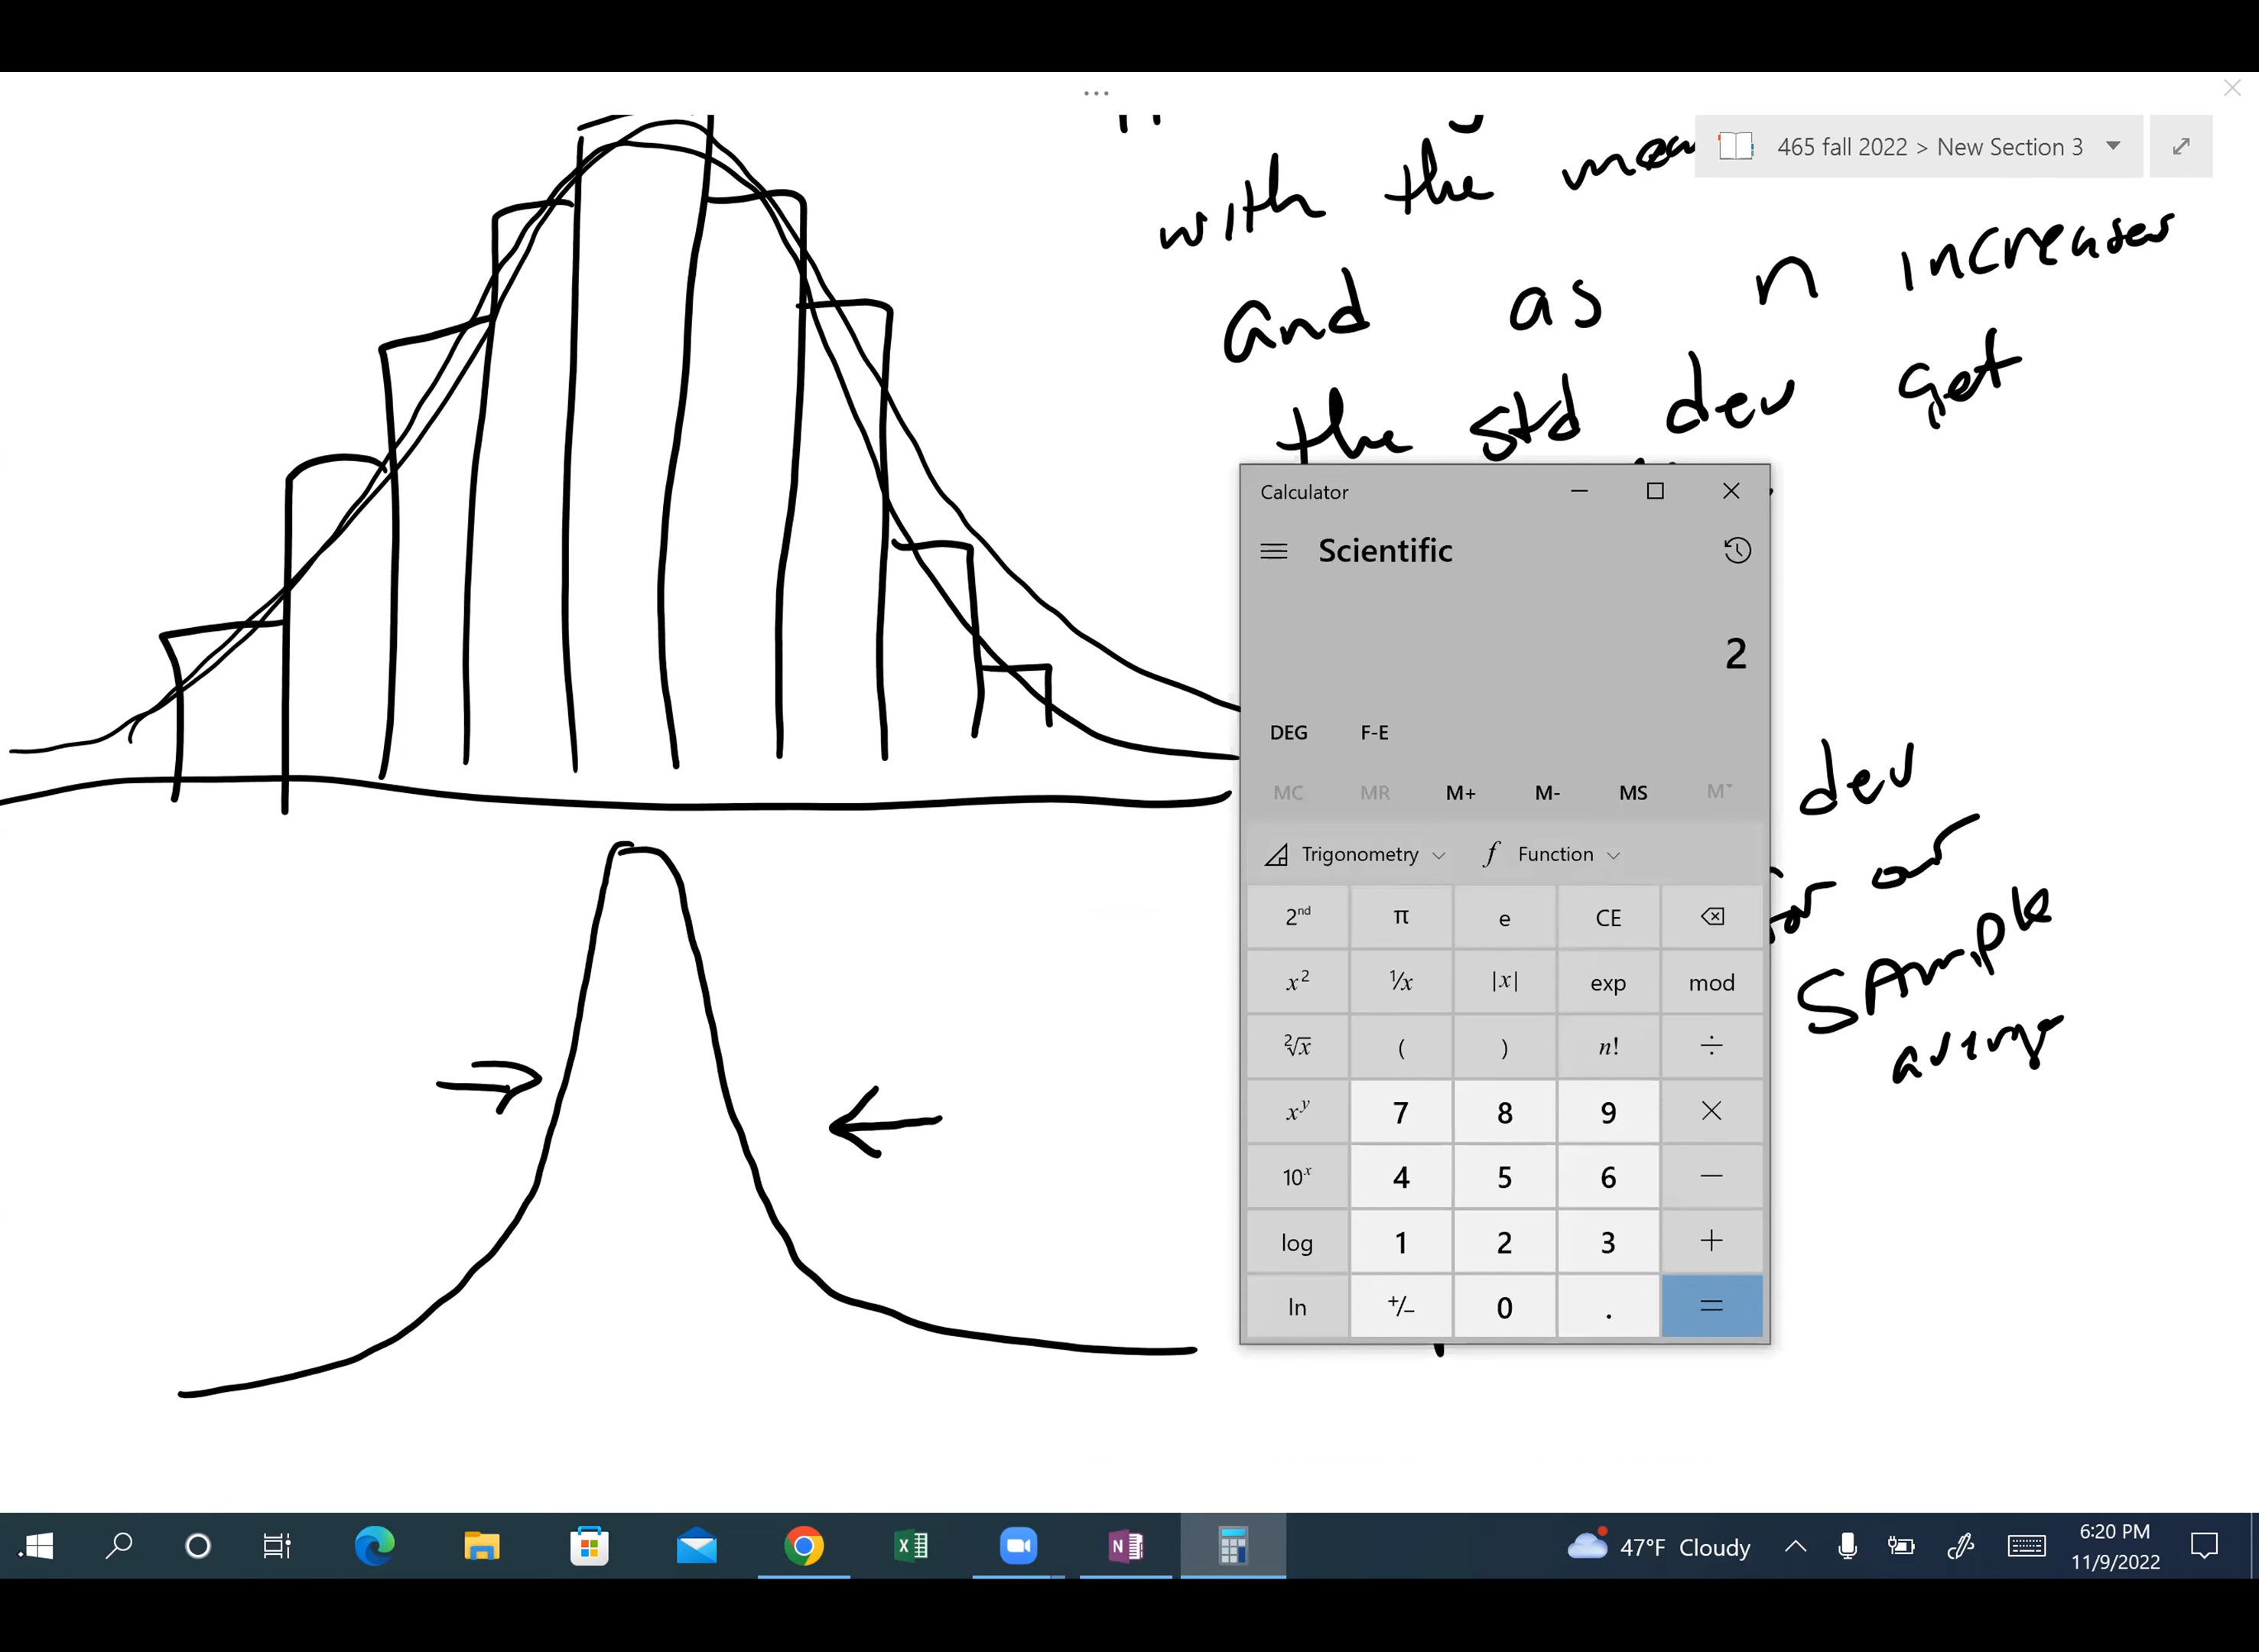 465 fall 2022 > New Section 3
with the mean
and as n increases
the std dev get
dev
for our
SAmple
average
Calculator
Scientific
2
DEG F-E
MC MR M+ M- MS M˅
Trigonometry f Function
2nd π e CE
x² ¹/x |x| exp mod
²√x ( ) n! ÷
xʸ 7 8 9 ×
10ˣ 4 5 6 −
log 1 2 3 +
ln +/− 0 . =
47°F Cloudy
6:20 PM
11/9/2022